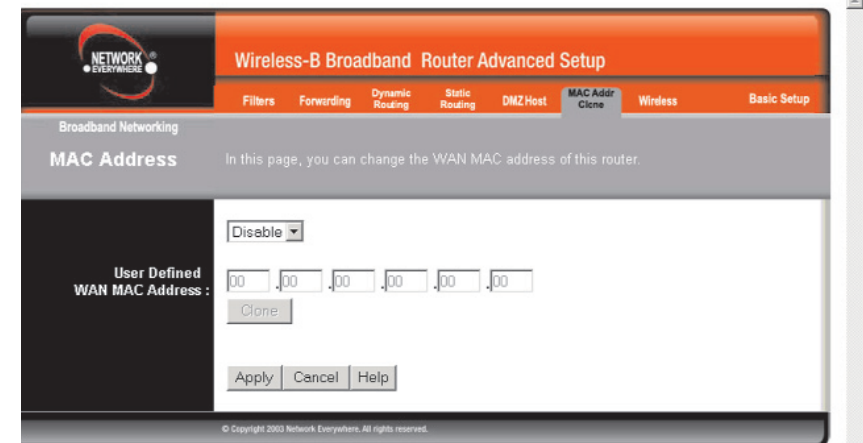 NETWORK
EVERYWHERE
Wireless-B Broadband Router Advanced Setup
Filters Forwarding Dynamic Routing Static Routing DMZ Host MAC Addr Clone Wireless Basic Setup
Broadband Networking
MAC Address
In this page, you can change the WAN MAC address of this router.
Disable
User Defined
WAN MAC Address :
00 .00 .00 .00 .00 .00
Clone
Apply Cancel Help
© Copyright 2003 Network Everywhere. All rights reserved.